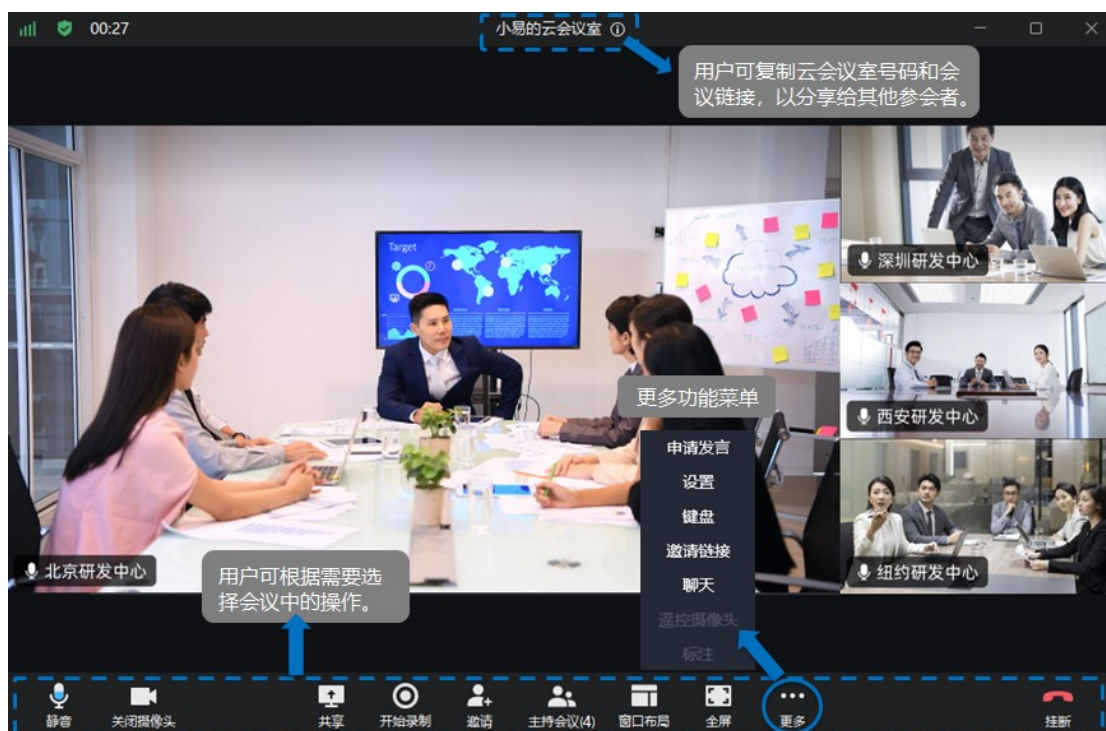 00:27
小易的云会议室
用户可复制云会议室号码和会
议链接，以分享给其他参会者。
Target
深圳研发中心
西安研发中心
更多功能菜单
申请发言
设置
键盘
邀请链接
聊天
遥控摄像头
标注
北京研发中心
用户可根据需要选
择会议中的操作。
纽约研发中心
静音
关闭摄像头
共享
开始录制
邀请
主持会议(4)
窗口布局
全屏
更多
挂断